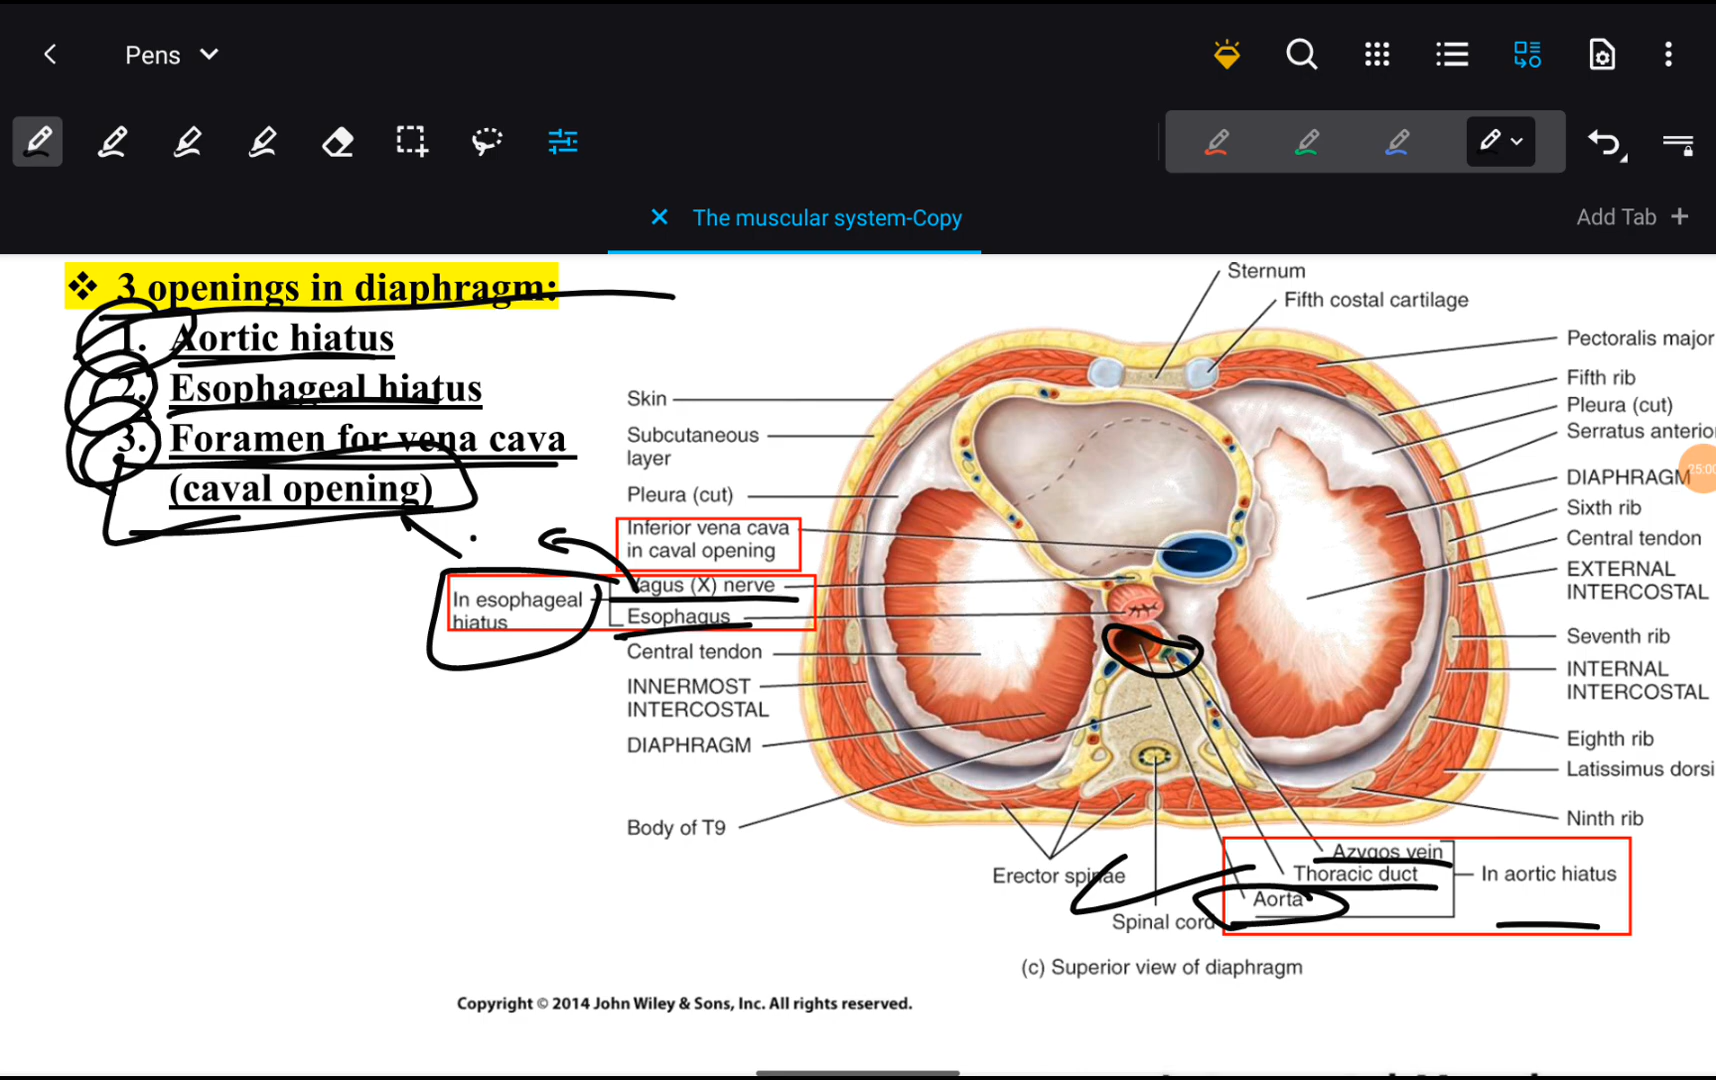 Pens
The muscular system-Copy
Add Tab +
❖ 3 openings in diaphragm:
1. Aortic hiatus
2. Esophageal hiatus
3. Foramen for vena cava
(caval opening)
Sternum
Fifth costal cartilage
Skin
Subcutaneous
layer
Pleura (cut)
Inferior vena cava
in caval opening
Vagus (X) nerve
In esophageal
hiatus
Esophagus
Central tendon
INNERMOST
INTERCOSTAL
DIAPHRAGM
Body of T9
Pectoralis major
Fifth rib
Pleura (cut)
Serratus anterior
DIAPHRAGM
25:00
Sixth rib
Central tendon
EXTERNAL
INTERCOSTAL
Seventh rib
INTERNAL
INTERCOSTAL
Eighth rib
Latissimus dorsi
Ninth rib
Erector spinae
Spinal cord
Azygos vein
Thoracic duct
Aorta
In aortic hiatus
(c) Superior view of diaphragm
Copyright © 2014 John Wiley & Sons, Inc. All rights reserved.